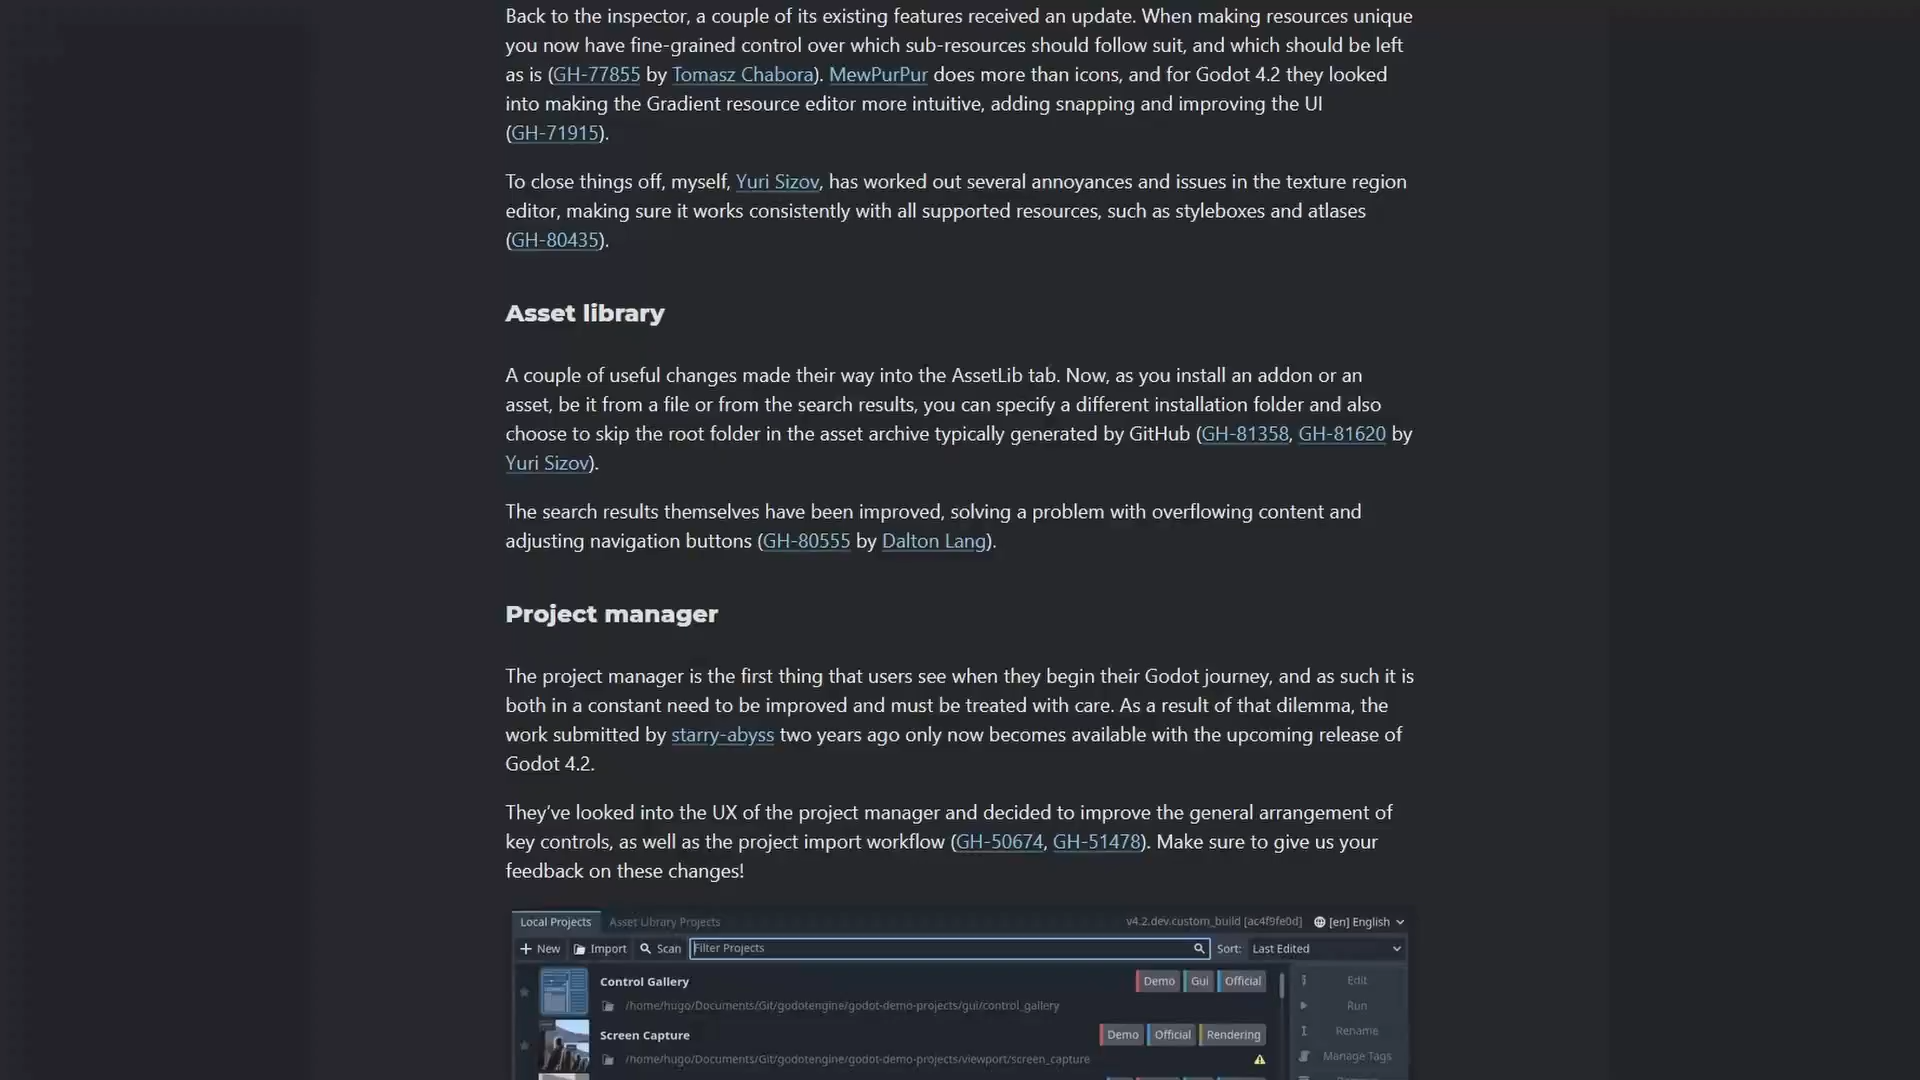 Back to the inspector, a couple of its existing features received an update. When making resources unique
you now have fine-grained control over which sub-resources should follow suit, and which should be left
as is (GH-77855 by Tomasz Chabora). MewPurPur does more than icons, and for Godot 4.2 they looked
into making the Gradient resource editor more intuitive, adding snapping and improving the UI
(GH-71915).
To close things off, myself, Yuri Sizov, has worked out several annoyances and issues in the texture region
editor, making sure it works consistently with all supported resources, such as styleboxes and atlases
(GH-80435).
Asset library
A couple of useful changes made their way into the AssetLib tab. Now, as you install an addon or an
asset, be it from a file or from the search results, you can specify a different installation folder and also
choose to skip the root folder in the asset archive typically generated by GitHub (GH-81358, GH-81620 by
Yuri Sizov).
The search results themselves have been improved, solving a problem with overflowing content and
adjusting navigation buttons (GH-80555 by Dalton Lang).
Project manager
The project manager is the first thing that users see when they begin their Godot journey, and as such it is
both in a constant need to be improved and must be treated with care. As a result of that dilemma, the
work submitted by starry-abyss two years ago only now becomes available with the upcoming release of
Godot 4.2.
They've looked into the UX of the project manager and decided to improve the general arrangement of
key controls, as well as the project import workflow (GH-50674, GH-51478). Make sure to give us your
feedback on these changes!
Local Projects Asset Library Projects v4.2.dev.custom_build [ac4f9fe0d] [en] English
New Import Scan Filter Projects Sort: Last Edited
Control Gallery Demo Gui Official Edit
/home/hugo/Documents/Git/godotengine/godot-demo-projects/gui/control_gallery Run
Screen Capture Demo Official Rendering Rename
/home/hugo/Documents/Git/godotengine/godot-demo-projects/viewport/screen_capture Manage Tags